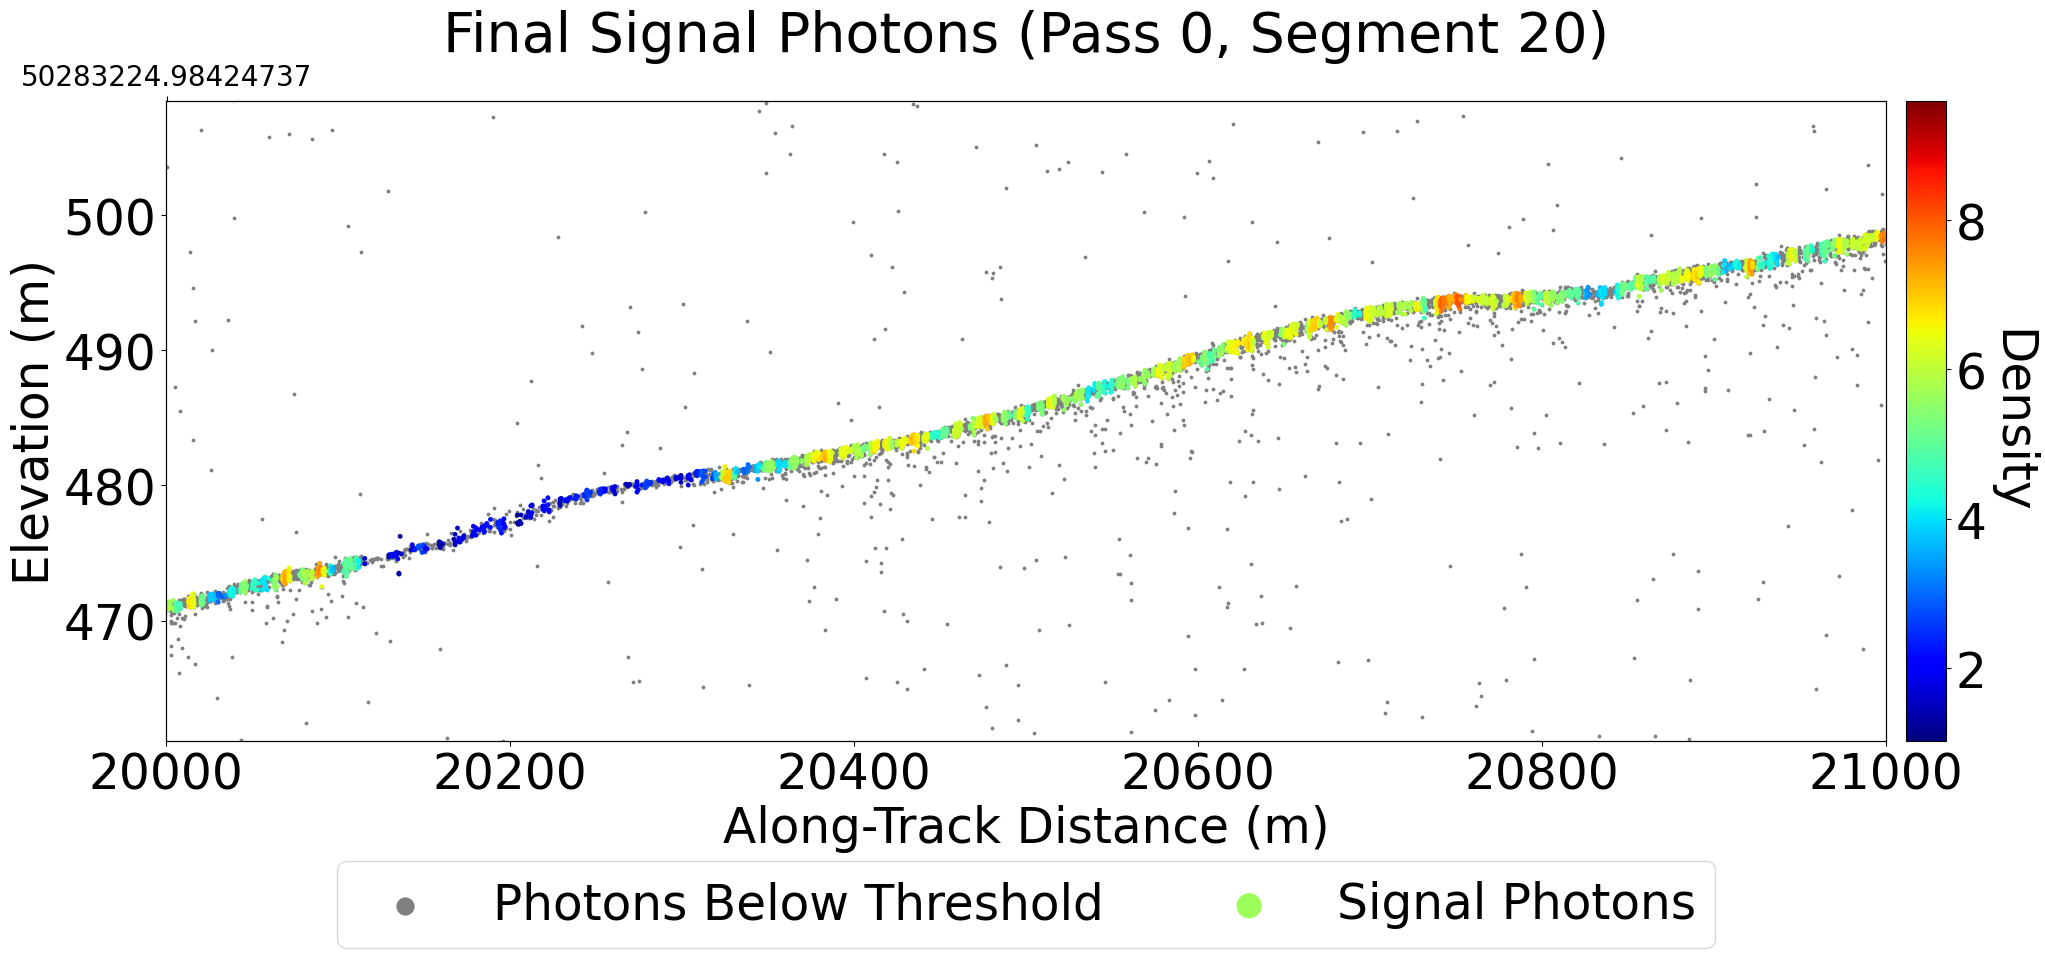 Final Signal Photons (Pass 0, Segment 20)
50283224.98424737
500
490
480
470
Elevation (m)
20000 20200 20400 20600 20800 21000
Along-Track Distance (m)
8
6
4
2
Density
Photons Below Threshold Signal Photons